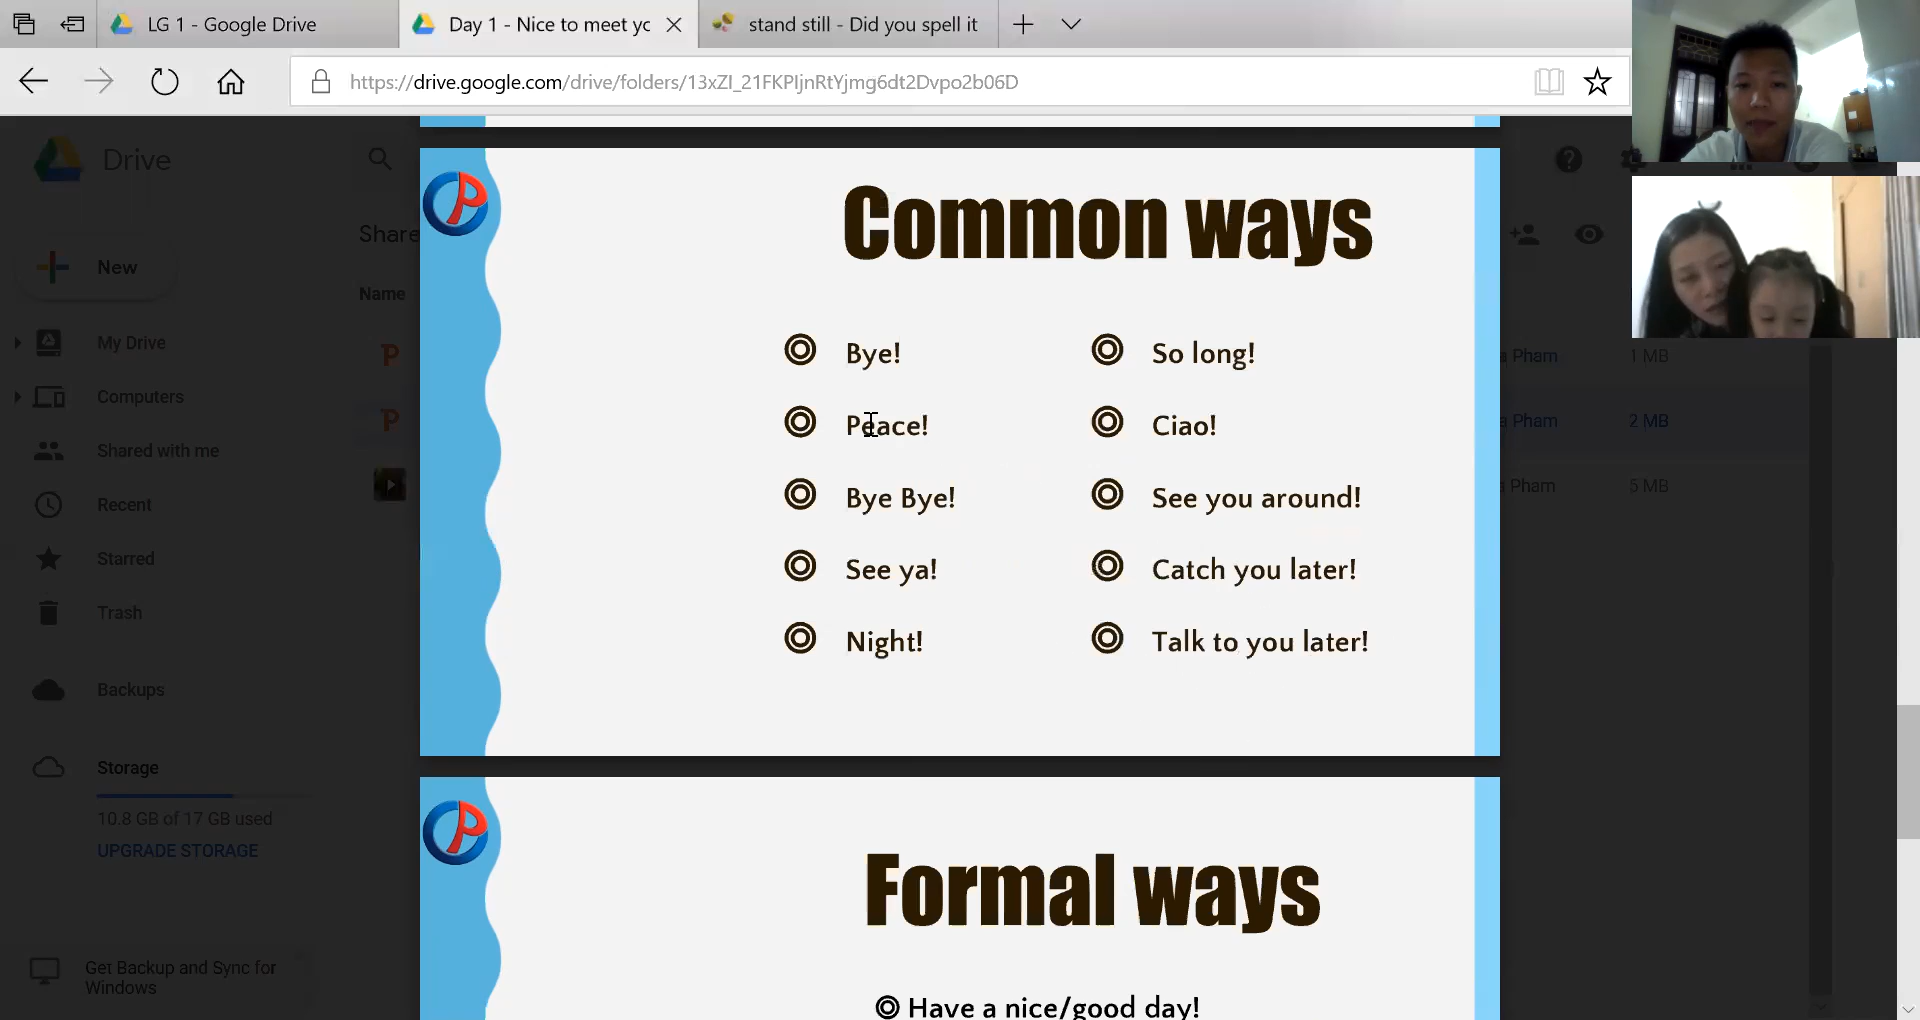 LG 1 - Google Drive
Day 1 - Nice to meet yo
stand still - Did you spell it
https://drive.google.com/drive/folders/13xZI_21FKPIjnRtYjmg6dt2Dvpo2b06D
Drive
New
Share
Name
My Drive
Computers
Shared with me
Recent
Starred
Trash
Backups
Storage
10.8 GB of 17 GB used
UPGRADE STORAGE
Get Backup and Sync for
Windows
Common ways
Bye!
Peace!
Bye Bye!
See ya!
Night!
So long!
Ciao!
See you around!
Catch you later!
Talk to you later!
Formal ways
Have a nice/good day!
a Pham 1 MB
a Pham 2 MB
a Pham 5 MB